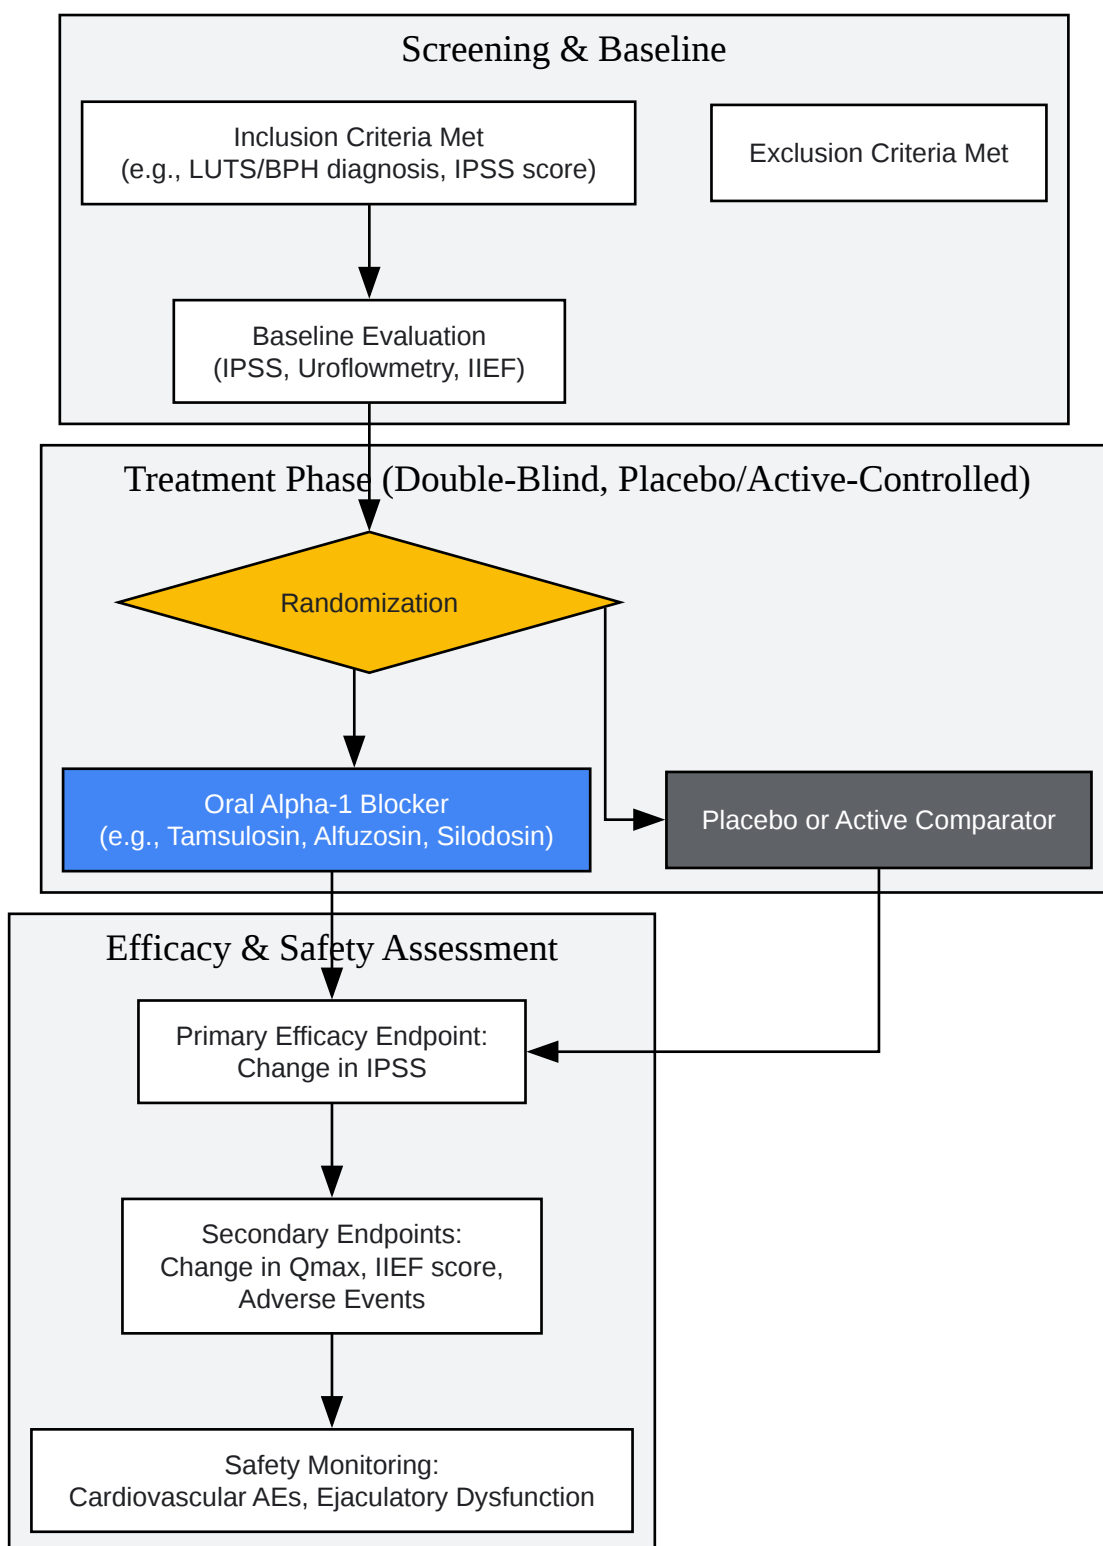 Screening & Baseline
Inclusion Criteria Met
(e.g., LUTS/BPH diagnosis, IPSS score)
Exclusion Criteria Met
Baseline Evaluation
(IPSS, Uroflowmetry, IIEF)
Treatment Phase (Double-Blind, Placebo/Active-Controlled)
Randomization
Oral Alpha-1 Blocker
(e.g., Tamsulosin, Alfuzosin, Silodosin)
Placebo or Active Comparator
Efficacy & Safety Assessment
Primary Efficacy Endpoint:
Change in IPSS
Secondary Endpoints:
Change in Qmax, IIEF score,
Adverse Events
Safety Monitoring:
Cardiovascular AEs, Ejaculatory Dysfunction